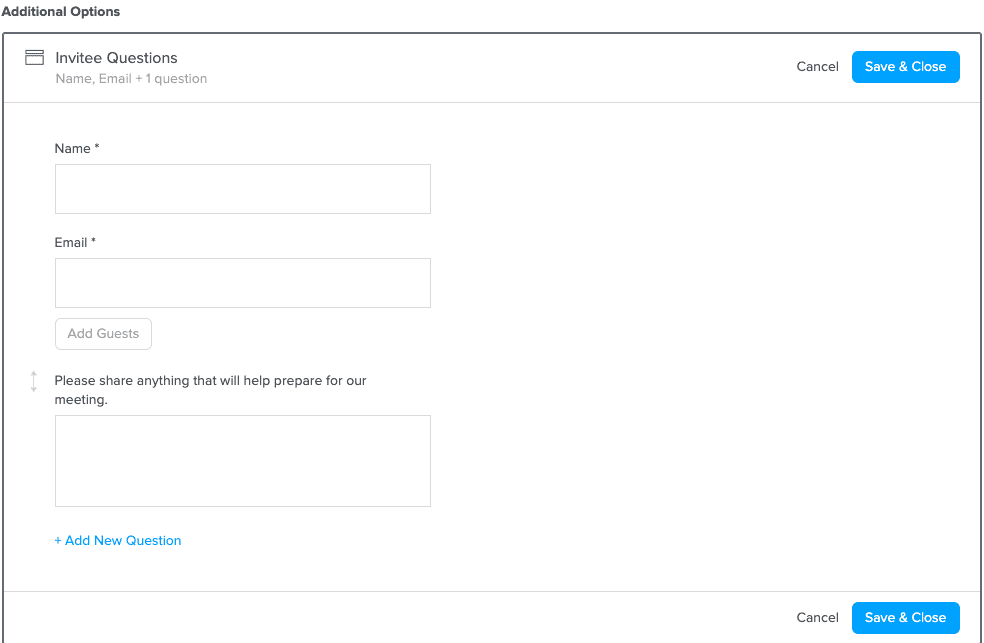 Additional Options
Invitee Questions
Name, Email + 1 question
Cancel
Save & Close
Name *
Email *
Add Guests
Please share anything that will help prepare for our
meeting.
+ Add New Question
Cancel
Save & Close